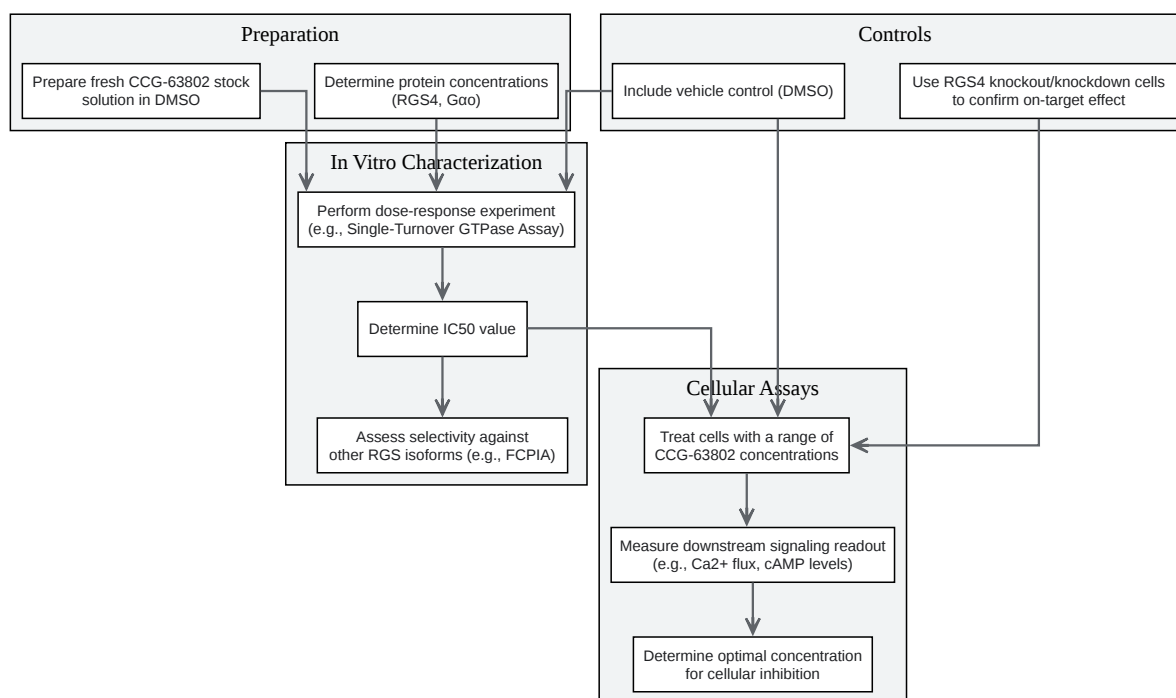 Preparation
Controls
Prepare fresh CCG-63802 stock
solution in DMSO
Determine protein concentrations
(RGS4, Gαo)
Include vehicle control (DMSO)
Use RGS4 knockout/knockdown cells
to confirm on-target effect
In Vitro Characterization
Perform dose-response experiment
(e.g., Single-Turnover GTPase Assay)
Determine IC50 value
Assess selectivity against
other RGS isoforms (e.g., FCPIA)
Cellular Assays
Treat cells with a range of
CCG-63802 concentrations
Measure downstream signaling readout
(e.g., Ca2+ flux, cAMP levels)
Determine optimal concentration
for cellular inhibition